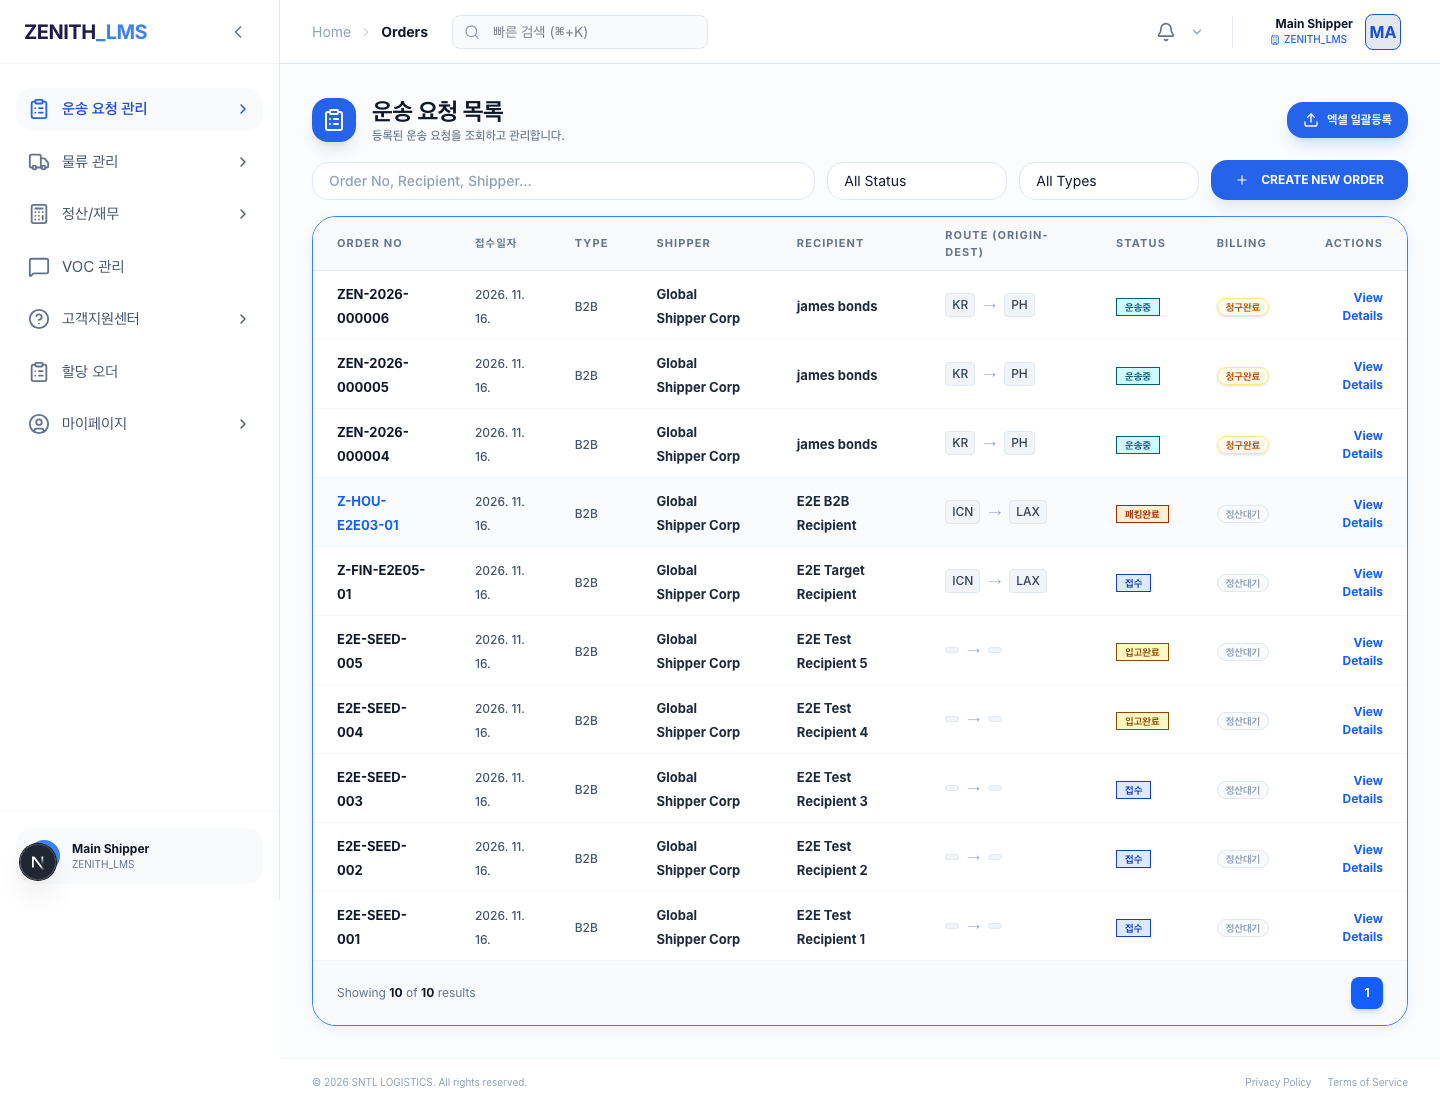 ZENITH_LMS
Home > Orders
빠른 검색 (⌘+K)
Main Shipper
ZENITH_LMS
MA
운송 요청 관리
물류 관리
정산/재무
VOC 관리
고객지원센터
할당 오더
마이페이지
Main Shipper
ZENITH_LMS
N
운송 요청 목록
등록된 운송 요청을 조회하고 관리합니다.
엑셀 일괄등록
Order No, Recipient, Shipper...
All Status
All Types
CREATE NEW ORDER
ORDER NO 접수일자 TYPE SHIPPER RECIPIENT ROUTE (ORIGIN-
DEST) STATUS BILLING ACTIONS
ZEN-2026- 2026. 11. B2B Global james bonds KR → PH 운송중 청구완료 View
000006 16. Shipper Corp Details
ZEN-2026- 2026. 11. B2B Global james bonds KR → PH 운송중 청구완료 View
000005 16. Shipper Corp Details
ZEN-2026- 2026. 11. B2B Global james bonds KR → PH 운송중 청구완료 View
000004 16. Shipper Corp Details
Z-HOU- 2026. 11. B2B Global E2E B2B ICN → LAX 패킹완료 정산대기 View
E2E03-01 16. Shipper Corp Recipient Details
Z-FIN-E2E05- 2026. 11. B2B Global E2E Target ICN → LAX 접수 정산대기 View
01 16. Shipper Corp Recipient Details
E2E-SEED- 2026. 11. B2B Global E2E Test → 입고완료 정산대기 View
005 16. Shipper Corp Recipient 5 Details
E2E-SEED- 2026. 11. B2B Global E2E Test → 입고완료 정산대기 View
004 16. Shipper Corp Recipient 4 Details
E2E-SEED- 2026. 11. B2B Global E2E Test → 접수 정산대기 View
003 16. Shipper Corp Recipient 3 Details
E2E-SEED- 2026. 11. B2B Global E2E Test → 접수 정산대기 View
002 16. Shipper Corp Recipient 2 Details
E2E-SEED- 2026. 11. B2B Global E2E Test → 접수 정산대기 View
001 16. Shipper Corp Recipient 1 Details
Showing 10 of 10 results
1
© 2026 SNTL LOGISTICS. All rights reserved.
Privacy Policy Terms of Service